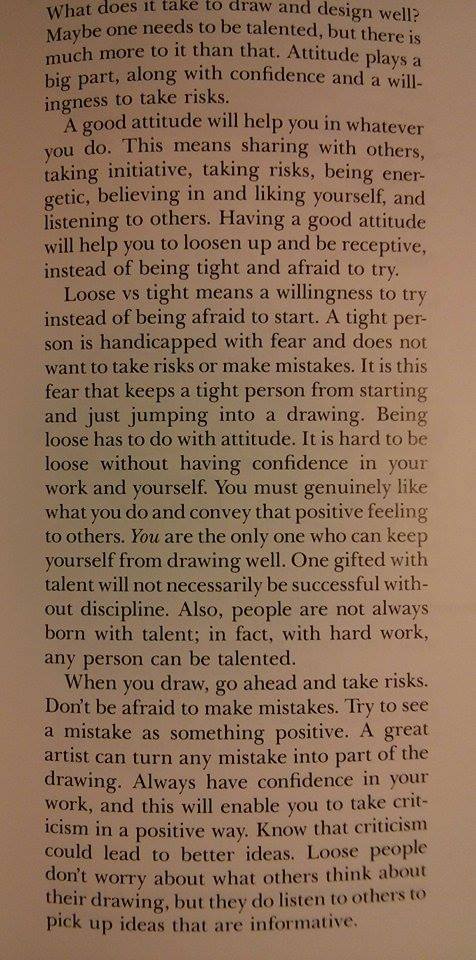 What does it take to draw and design well?
Maybe one needs to be talented, but there is
much more to it than that. Attitude plays a
big part, along with confidence and a will-
ingness to take risks.
A good attitude will help you in whatever
you do. This means sharing with others,
taking initiative, taking risks, being ener-
getic, believing in and liking yourself, and
listening to others. Having a good attitude
will help you to loosen up and be receptive,
instead of being tight and afraid to try.
Loose vs tight means a willingness to try
instead of being afraid to start. A tight per-
son is handicapped with fear and does not
want to take risks or make mistakes. It is this
fear that keeps a tight person from starting
and just jumping into a drawing. Being
loose has to do with attitude. It is hard to be
loose without having confidence in your
work and yourself. You must genuinely like
what you do and convey that positive feeling
to others. You are the only one who can keep
yourself from drawing well. One gifted with
talent will not necessarily be successful with-
out discipline. Also, people are not always
born with talent; in fact, with hard work,
any person can be talented.
When you draw, go ahead and take risks.
Don't be afraid to make mistakes. Try to see
a mistake as something positive. A great
artist can turn any mistake into part of the
drawing. Always have confidence in your
work, and this will enable you to take crit-
icism in a positive way. Know that criticism
could lead to better ideas. Loose people
don't worry about what others think about
their drawing, but they do listen to others to
pick up ideas that are informative.